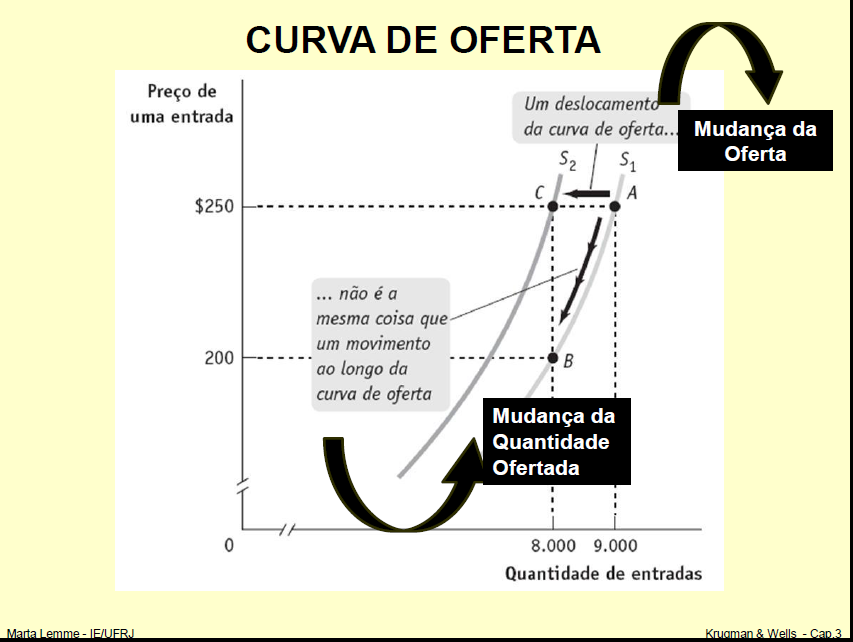 CURVA DE OFERTA
Preço de
uma entrada
Um deslocamento
da curva de oferta...
Mudança da
Oferta
S2
S1
C
A
$250
... não é a
mesma coisa que
um movimento
ao longo da
curva de oferta
200
B
Mudança da
Quantidade
Ofertada
0
8.000
9.000
Quantidade de entradas
Marta Lemme - IE/UFRJ
Krugman & Wells - Cap.3